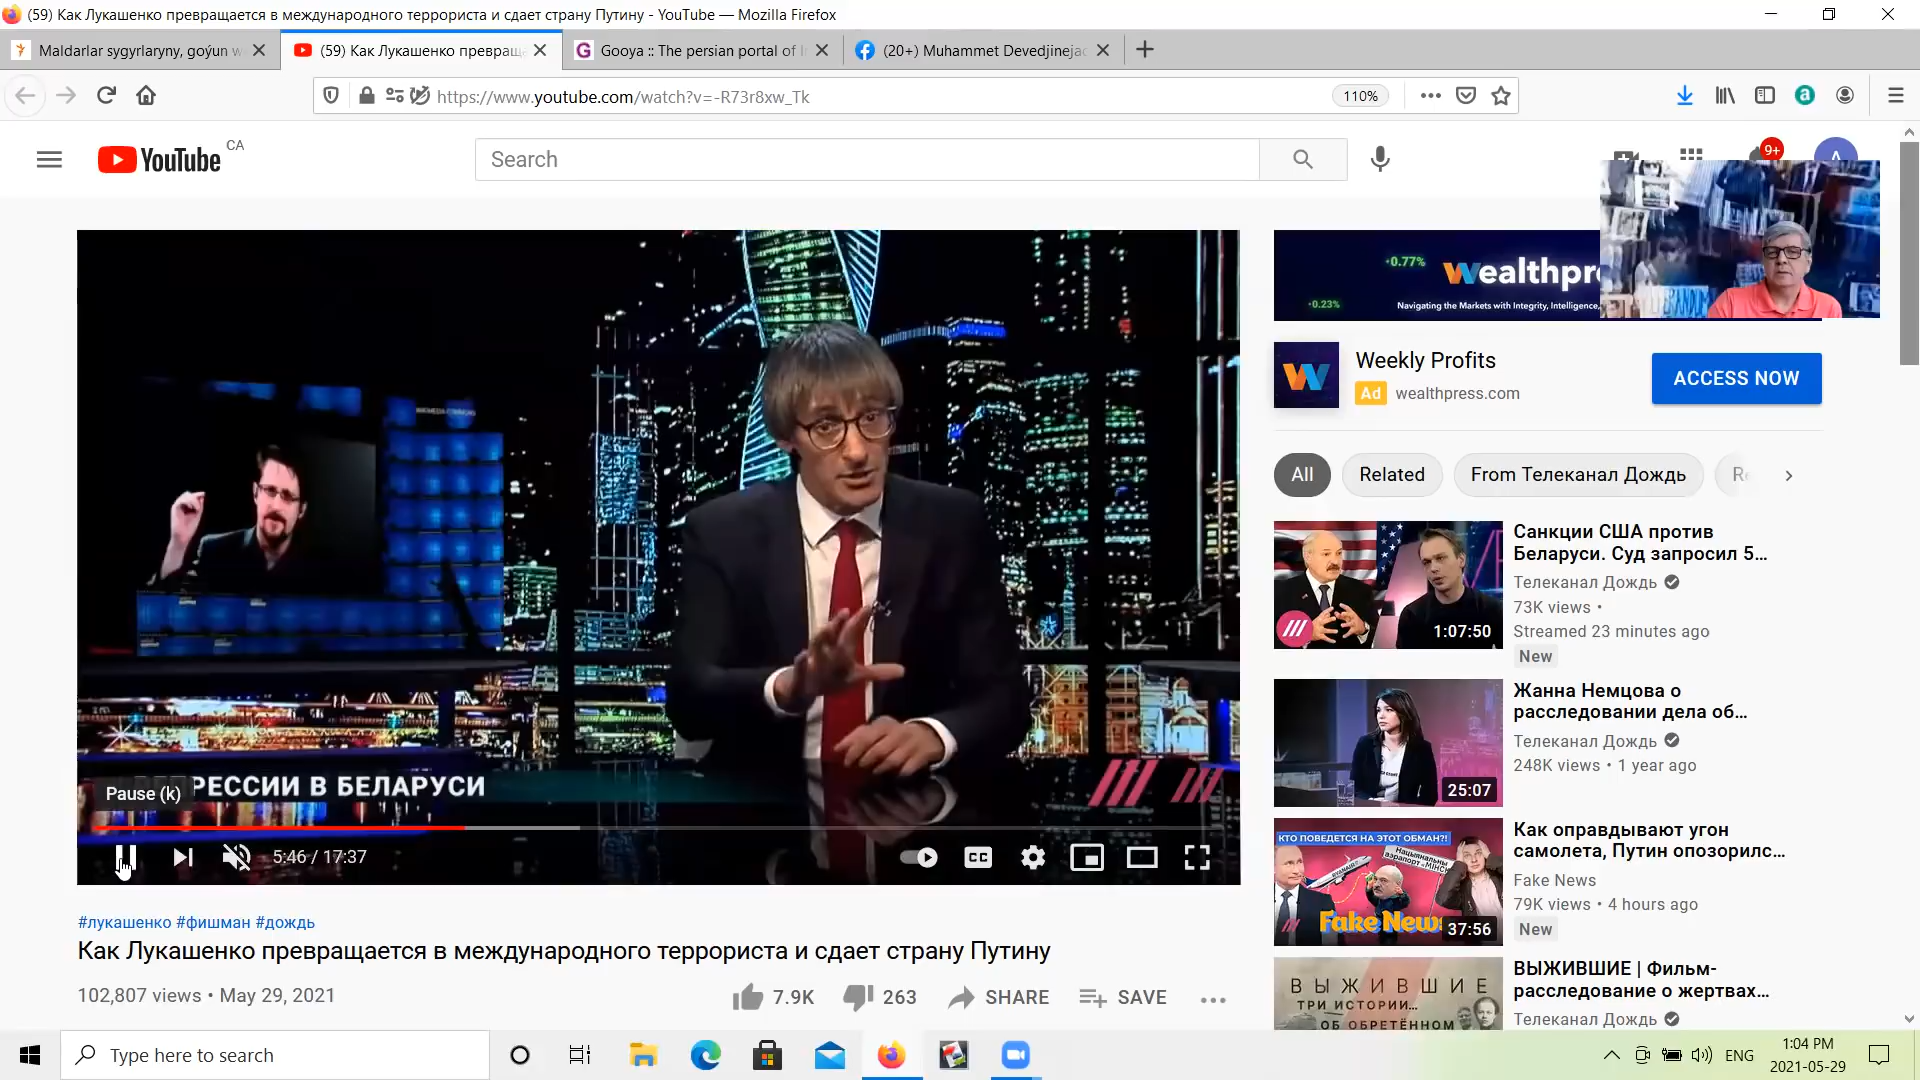 (59) Как Лукашенко превращается в международного террориста и сдает страну Путину - YouTube — Mozilla Firefox
Maldarlar sygyrlaryny, goýun w
(59) Как Лукашенко превраща
Gooya :: The persian portal of I
(20+) Muhammet Devedjinejad
https://www.youtube.com/watch?v=-R73r8xw_Tk
110%
YouTube CA
Search
9+
A
+0.77%
-0.23%
wealthpre
Navigating the Markets with Integrity, Intelligence,
Weekly Profits
Ad wealthpress.com
ACCESS NOW
All
Related
From Телеканал Дождь
РЕССИИ В БЕЛАРУСИ
Pause (k)
5:46 / 17:37
CC
#лукашенко #фишман #дождь
Как Лукашенко превращается в международного террориста и сдает страну Путину
102,807 views • May 29, 2021
7.9K
263
SHARE
SAVE
1:07:50
Санкции США против
Беларуси. Суд запросил 5...
Телеканал Дождь
73K views •
Streamed 23 minutes ago
New
25:07
Жанна Немцова о
расследовании дела об...
Телеканал Дождь
248K views • 1 year ago
КТО ПОВЕДЕТСЯ НА ЭТОТ ОБМАН?!
RYANAIR
Нацыянальны
аэрапорт «МІНСК
Fake News
37:56
Как оправдывают угон
самолета, Путин опозорилс...
Fake News
79K views • 4 hours ago
New
ВЫЖИВШИЕ
ТРИ ИСТОРИИ...
ОБ ОБРЕТЁННОМ
ВЫЖИВШИЕ | Фильм-
расследование о жертвах...
Телеканал Дождь
Type here to search
ENG
1:04 PM
2021-05-29